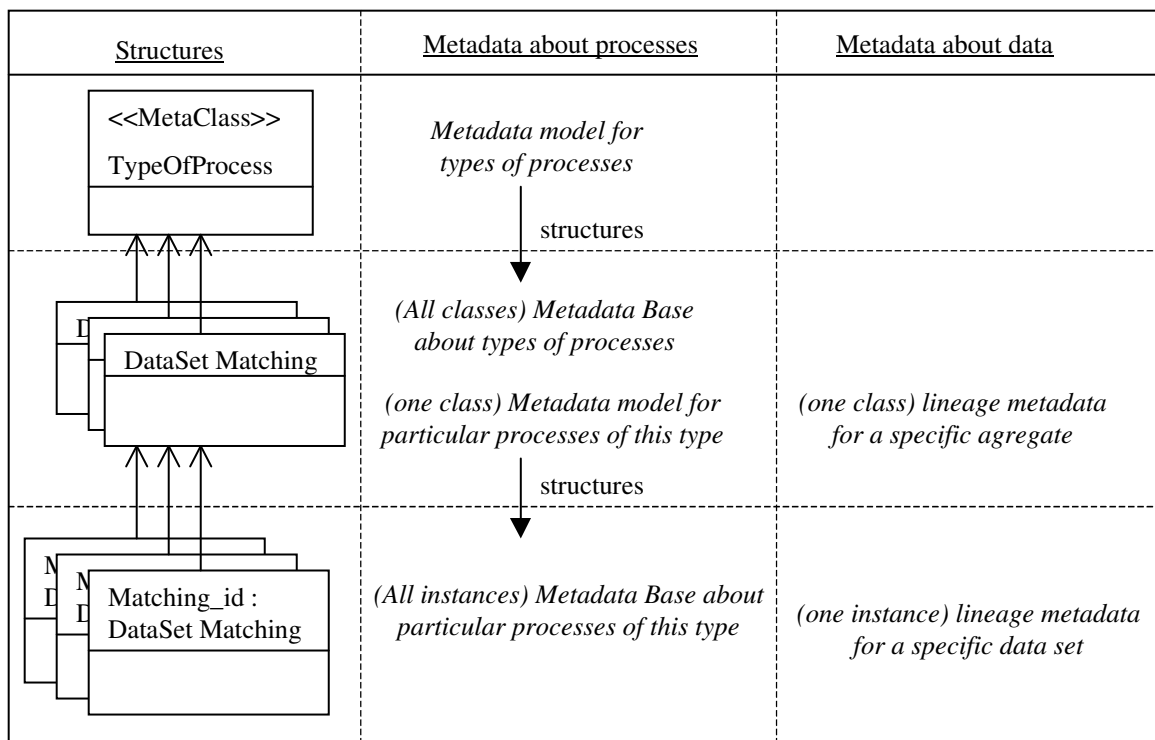 Structures
Metadata about processes
Metadata about data
<<MetaClass>>
TypeOfProcess
Metadata model for
types of processes
structures
D
DataSet Matching
(All classes) Metadata Base
about types of processes
(one class) Metadata model for
particular processes of this type
(one class) lineage metadata
for a specific agregate
structures
M
D
M
D
Matching_id :
DataSet Matching
(All instances) Metadata Base about
particular processes of this type
(one instance) lineage metadata
for a specific data set